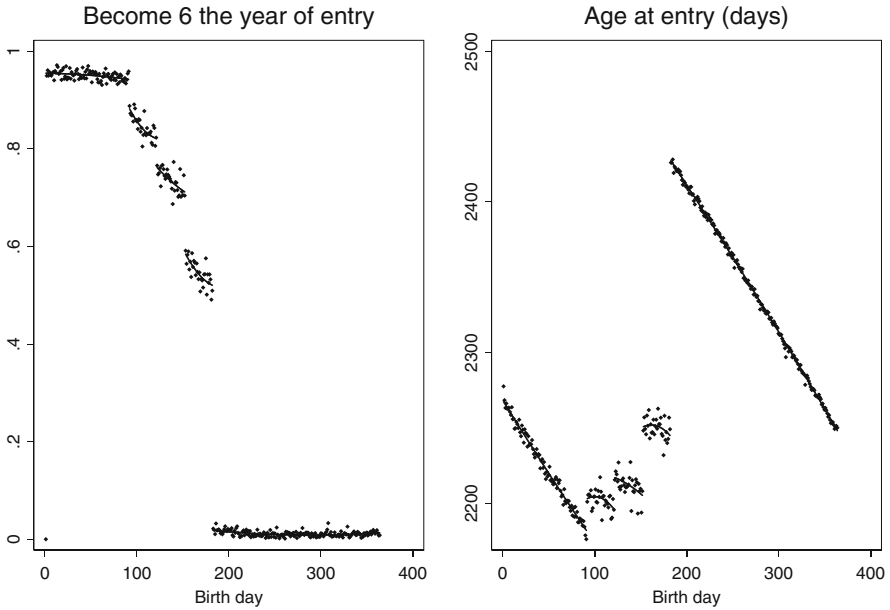 Become 6 the year of entry
1
.8
.6
.4
.2
0
0 100 200 300 400
Birth day
Age at entry (days)
2500
2400
2300
2200
0 100 200 300 400
Birth day